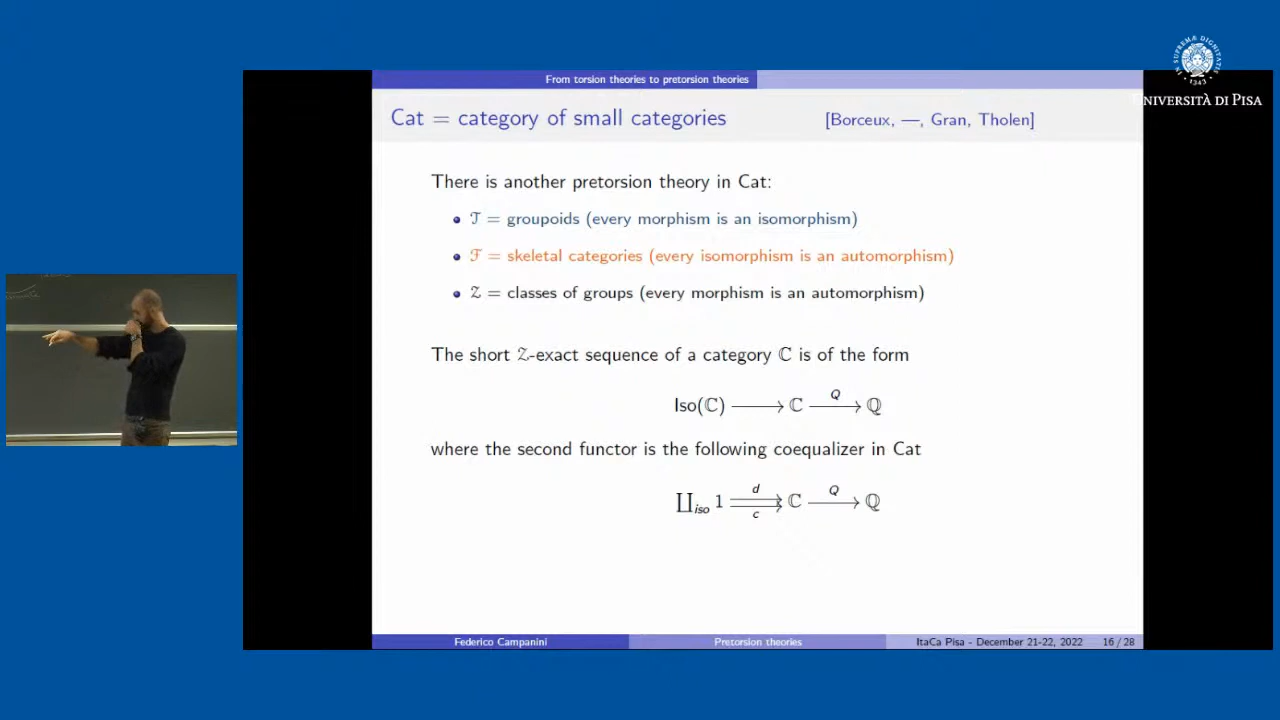 IN SUPREMÆ DIGNITATIS
1343
UNIVERSITÀ DI PISA
From torsion theories to pretorsion theories
Cat = category of small categories [Borceux, —, Gran, Tholen]
There is another pretorsion theory in Cat:
• 𝒯 = groupoids (every morphism is an isomorphism)
• ℱ = skeletal categories (every isomorphism is an automorphism)
• 𝒵 = classes of groups (every morphism is an automorphism)
The short 𝒵-exact sequence of a category ℂ is of the form
Iso(ℂ) ⟶ ℂ ⟶ ℚ
Q
where the second functor is the following coequalizer in Cat
d Q
∐iso 1 ⇉ ℂ ⟶ ℚ
c
Federico Campanini Pretorsion theories ItaCa Pisa - December 21-22, 2022 16 / 28